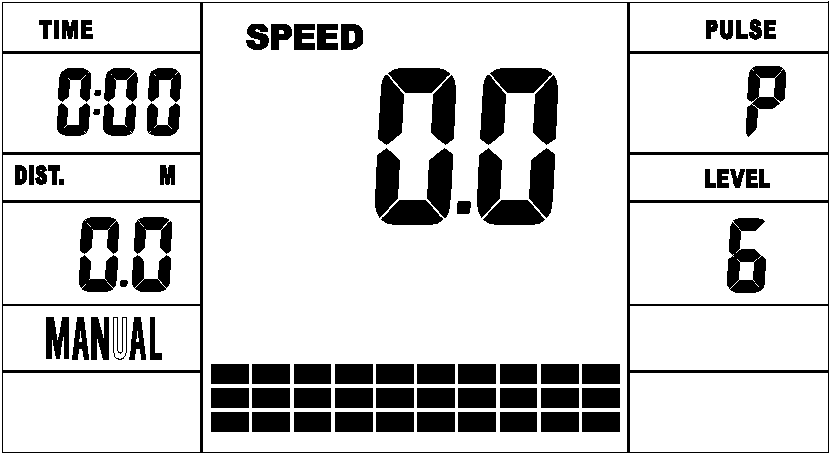 TIME
0:00
DIST. M
0.0
MANUAL
SPEED
0.0
PULSE
P
LEVEL
6